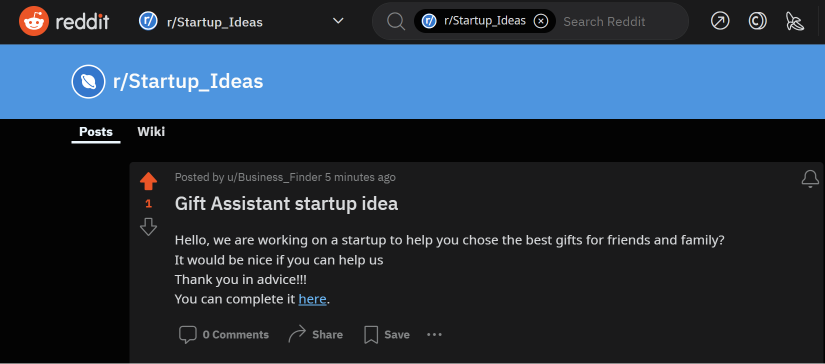 reddit r/Startup_Ideas r/Startup_Ideas Search Reddit
r/Startup_Ideas
Posts Wiki
Posted by u/Business_Finder 5 minutes ago
Gift Assistant startup idea
1
Hello, we are working on a startup to help you chose the best gifts for friends and family?
It would be nice if you can help us
Thank you in advice!!!
You can complete it here.
0 Comments Share Save